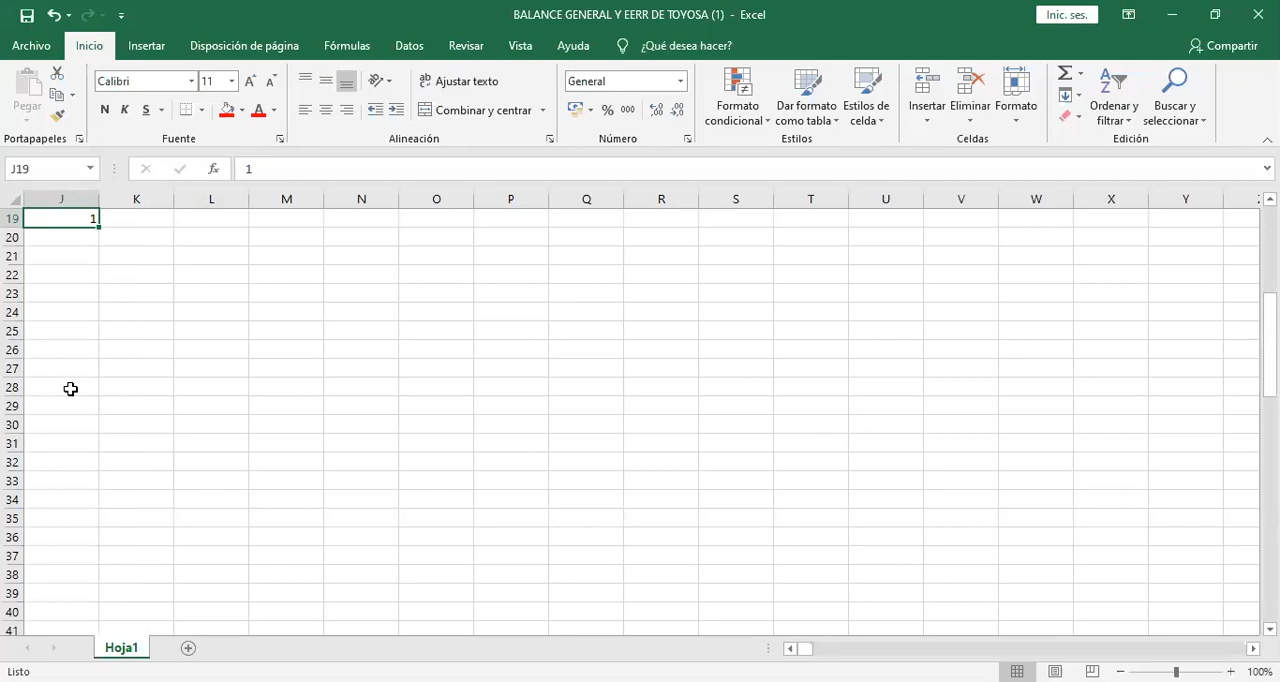 BALANCE GENERAL Y EERR DE TOYOSA (1) - Excel
Inic. ses.
Archivo Inicio Insertar Disposición de página Fórmulas Datos Revisar Vista Ayuda ¿Qué desea hacer? Compartir
Pegar
Calibri 11
N K S
Ajustar texto
Combinar y centrar
General
% 000
Formato condicional
Dar formato como tabla
Estilos de celda
Insertar
Eliminar
Formato
Ordenar y filtrar
Buscar y seleccionar
Portapapeles Fuente Alineación Número Estilos Celdas Edición
J19 fx 1
J K L M N O P Q R S T U V W X Y
19 1
20
21
22
23
24
25
26
27
28
29
30
31
32
33
34
35
36
37
38
39
40
41
Hoja1
Listo 100%